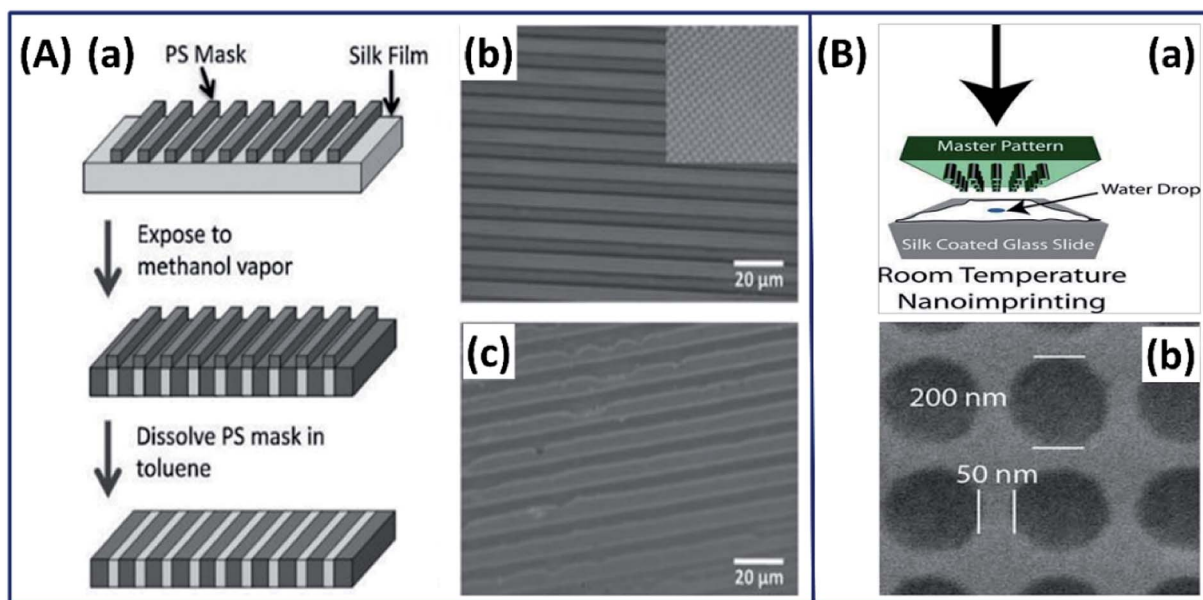 (A) (a)
PS Mask
Silk Film
Expose to
methanol vapor
Dissolve PS mask in
toluene
(b)
20 µm
(c)
20 µm
(B)
(a)
Master Pattern
Water Drop
Silk Coated Glass Slide
Room Temperature
Nanoimprinting
(b)
200 nm
50 nm